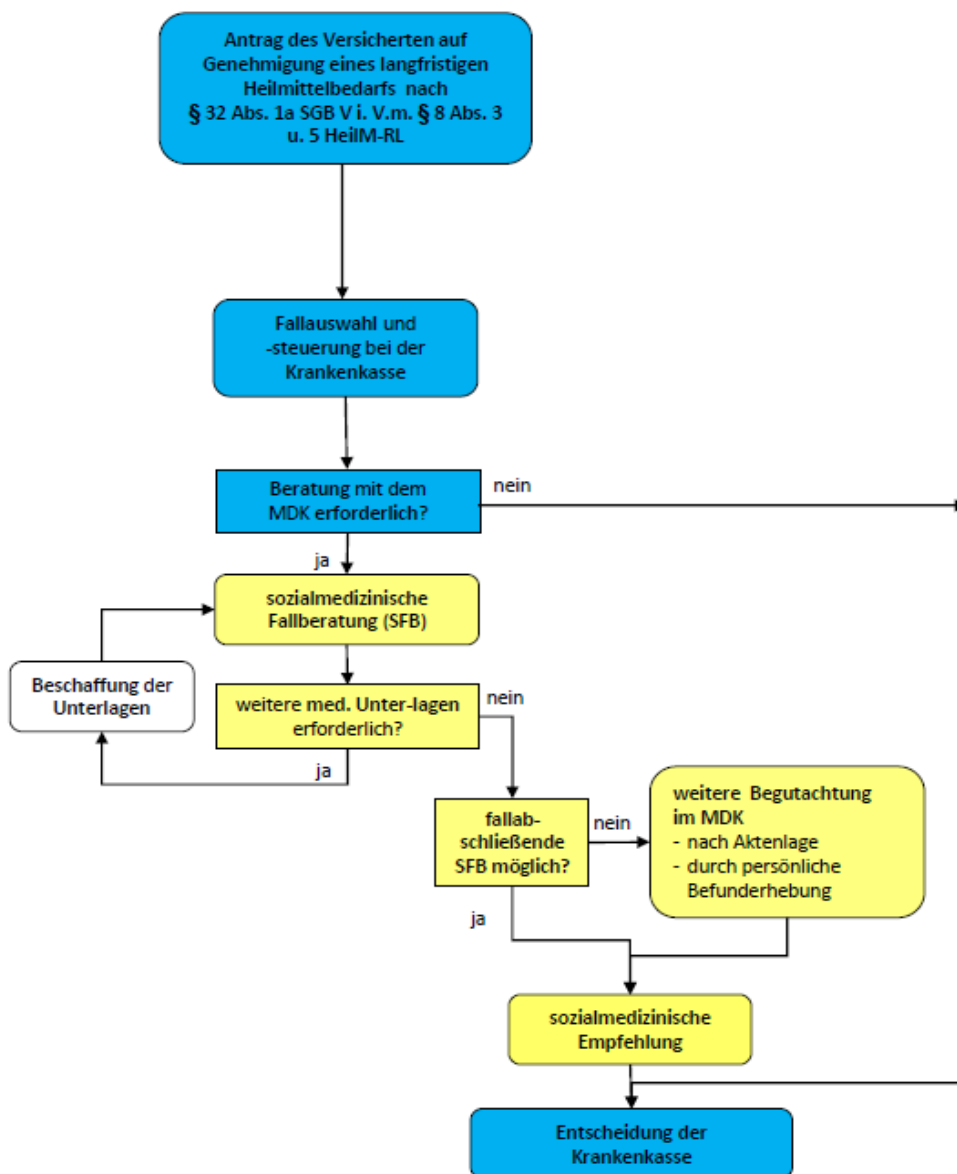 Antrag des Versicherten auf
Genehmigung eines langfristigen
Heilmittelbedarfs nach
§ 32 Abs. 1a SGB V i. V.m. § 8 Abs. 3
u. 5 HeilM-RL
Fallauswahl und
-steuerung bei der
Krankenkasse
Beratung mit dem
MDK erforderlich?
nein
ja
sozialmedizinische
Fallberatung (SFB)
Beschaffung der
Unterlagen
weitere med. Unter-lagen
erforderlich?
nein
ja
fallab-
schließende
SFB möglich?
nein
weitere Begutachtung
im MDK
- nach Aktenlage
- durch persönliche
Befunderhebung
ja
sozialmedizinische
Empfehlung
Entscheidung der
Krankenkasse